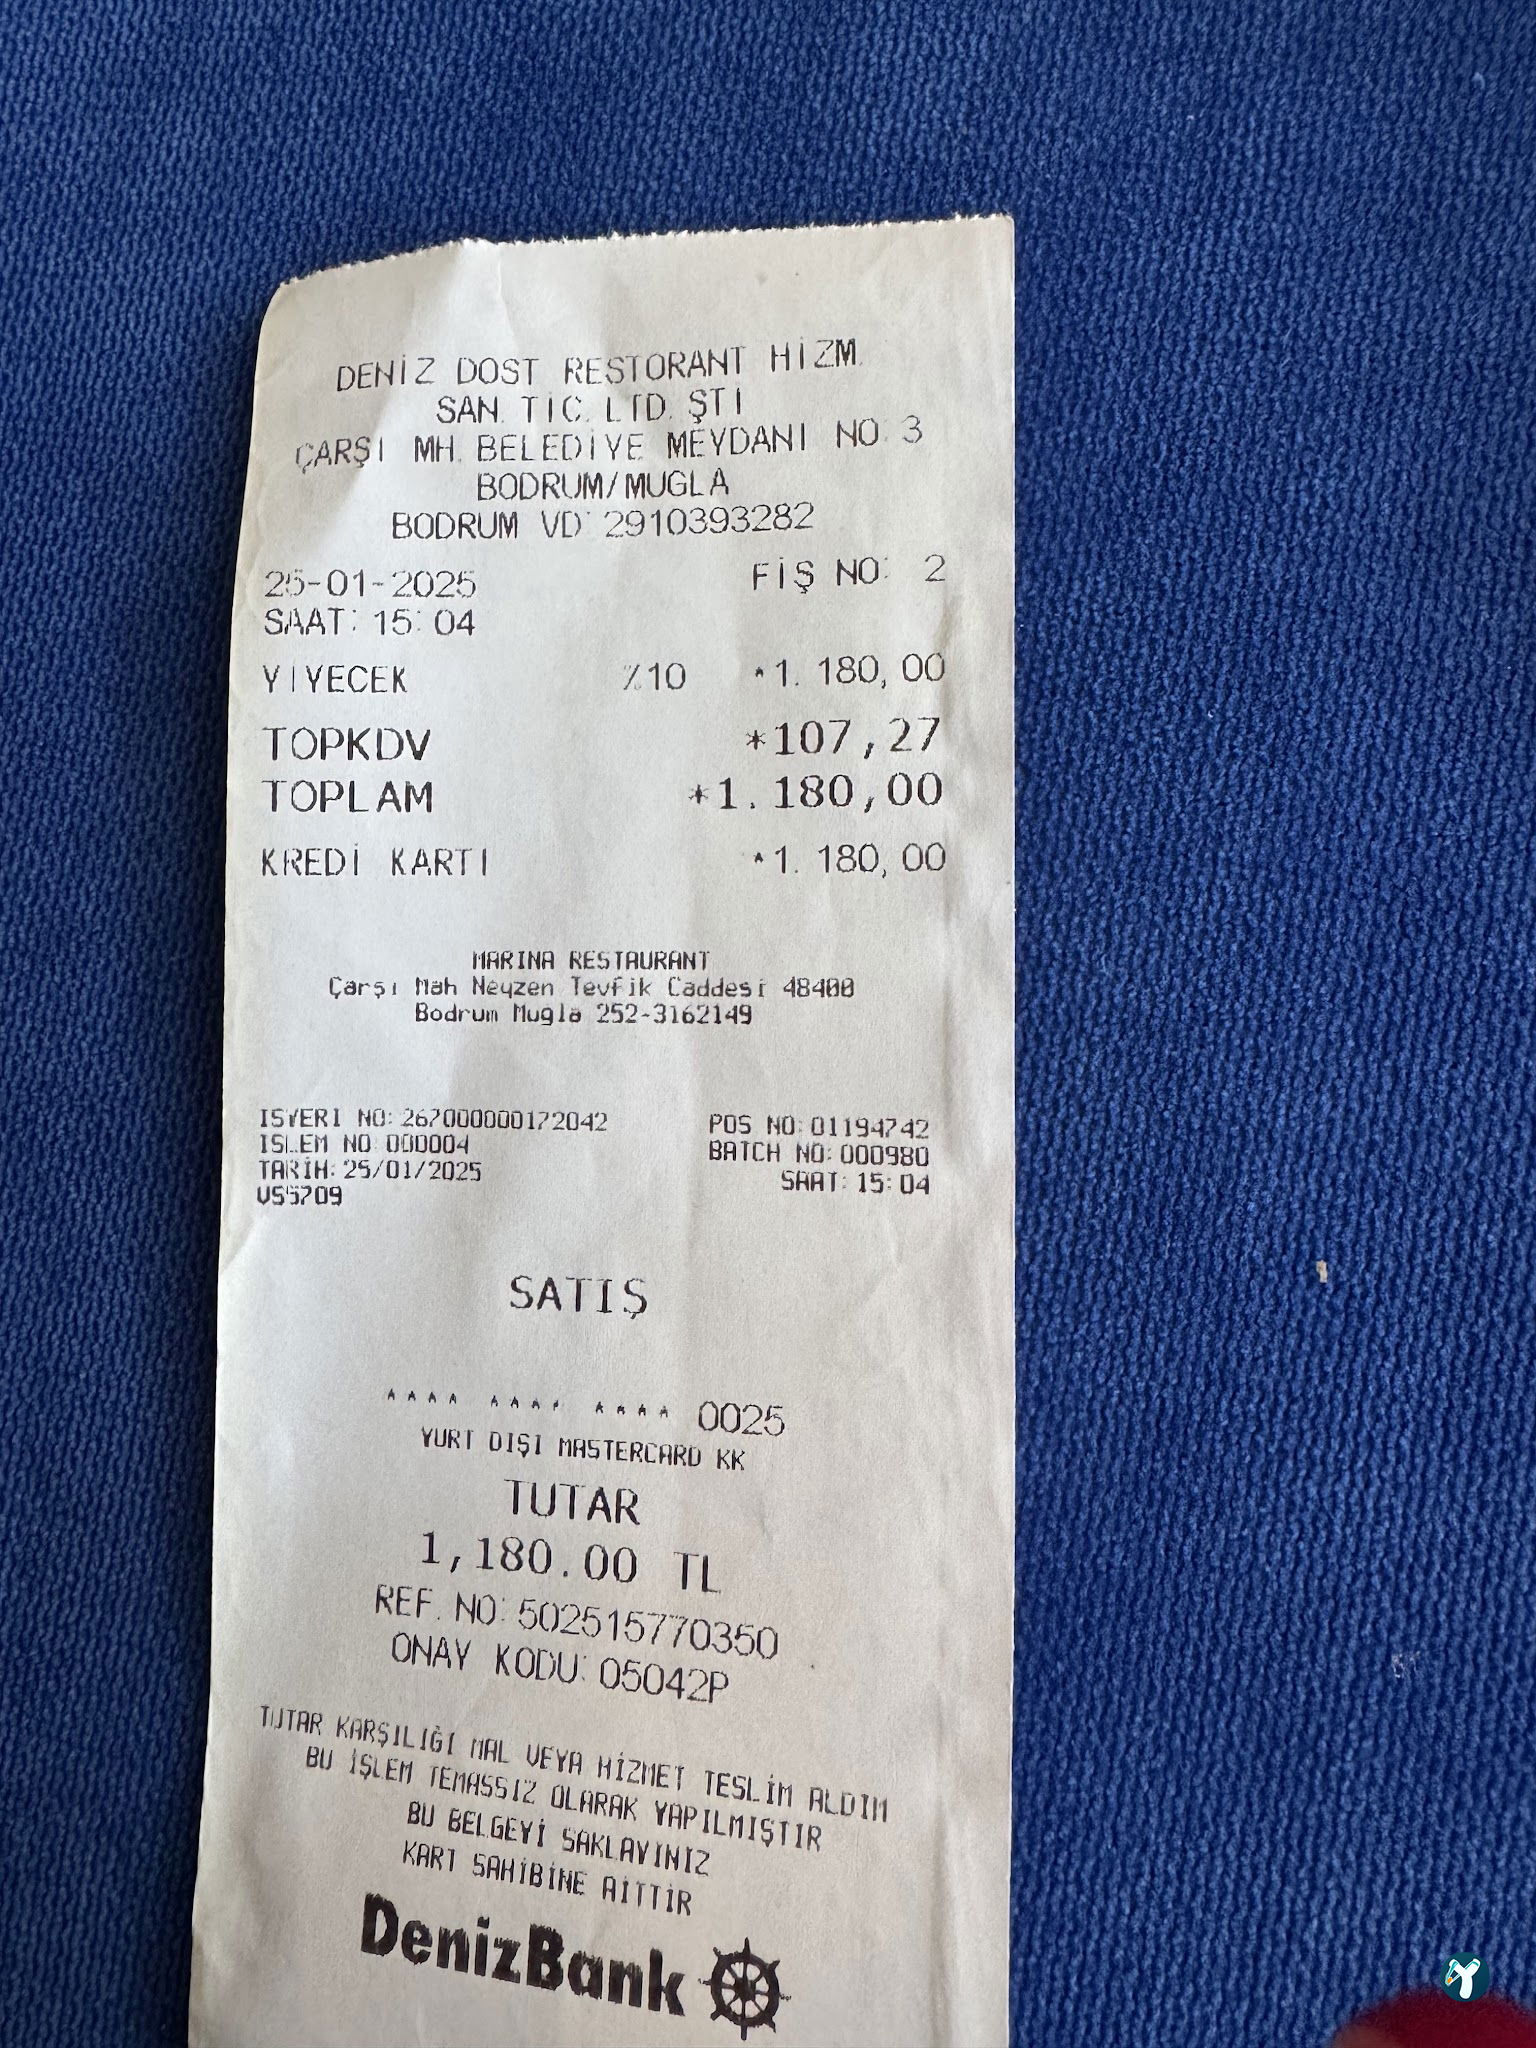 DENİZ DOST RESTORANT HİZM.
SAN. TİC. LTD. ŞTİ
ÇARŞI MH. BELEDİYE MEYDANI NO: 3
BODRUM/MUGLA
BODRUM VD: 2910393282
25-01-2025 FİŞ NO: 2
SAAT: 15:04
YİYECEK %10 *1.180,00
TOPKDV *107,27
TOPLAM *1.180,00
KREDİ KARTI *1.180,00
MARINA RESTAURANT
Çarşı Mah Neyzen Tevfik Caddesi 48400
Bodrum Mugla 252-3162149
ISYERI NO: 267000000172042 POS NO: 01194742
ISLEM NO: 000004 BATCH NO: 000980
TARİH: 25/01/2025 SAAT: 15:04
VS5709
SATIŞ
**** **** **** 0025
YURT DIŞI MASTERCARD KK
TUTAR
1,180.00 TL
REF. NO: 502515770350
ONAY KODU: 05042P
TUTAR KARŞILIĞI MAL VEYA HİZMET TESLİM ALDIM
BU İŞLEM TEMASSIZ OLARAK YAPILMIŞTIR
BU BELGEYİ SAKLAYINIZ
KART SAHİBİNE AİTTİR
DenizBank